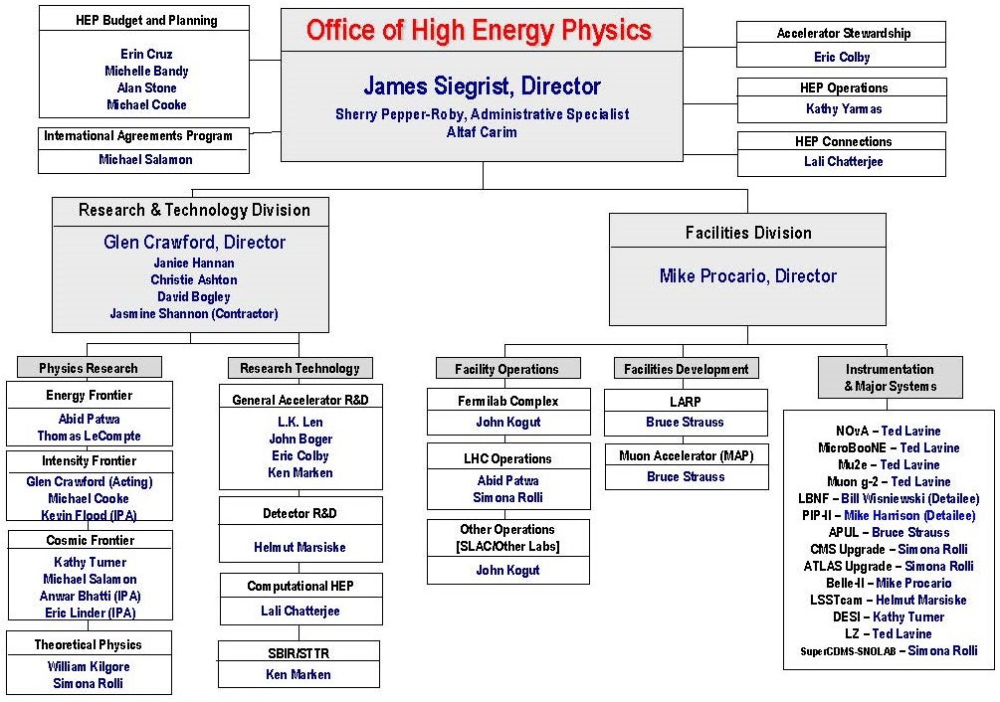 HEP Budget and Planning
Erin Cruz
Michelle Bandy
Alan Stone
Michael Cooke
International Agreements Program
Michael Salamon
Office of High Energy Physics
James Siegrist, Director
Sherry Pepper-Roby, Administrative Specialist
Altaf Carim
Accelerator Stewardship
Eric Colby
HEP Operations
Kathy Yarmas
HEP Connections
Lali Chatterjee
Research & Technology Division
Glen Crawford, Director
Janice Hannan
Christie Ashton
David Bogley
Jasmine Shannon (Contractor)
Facilities Division
Mike Procario, Director
Physics Research
Energy Frontier
Abid Patwa
Thomas LeCompte
Intensity Frontier
Glen Crawford (Acting)
Michael Cooke
Kevin Flood (IPA)
Cosmic Frontier
Kathy Turner
Michael Salamon
Anwar Bhatti (IPA)
Eric Linder (IPA)
Theoretical Physics
William Kilgore
Simona Rolli
Research Technology
General Accelerator R&D
L.K. Len
John Boger
Eric Colby
Ken Marken
Detector R&D
Helmut Marsiske
Computational HEP
Lali Chatterjee
SBIR/STTR
Ken Marken
Facility Operations
Fermilab Complex
John Kogut
LHC Operations
Abid Patwa
Simona Rolli
Other Operations
[SLAC/Other Labs]
John Kogut
Facilities Development
LARP
Bruce Strauss
Muon Accelerator (MAP)
Bruce Strauss
Instrumentation
& Major Systems
NOvA – Ted Lavine
MicroBooNE – Ted Lavine
Mu2e – Ted Lavine
Muon g-2 – Ted Lavine
LBNF – Bill Wisniewski (Detailee)
PIP-II – Mike Harrison (Detailee)
APUL – Bruce Strauss
CMS Upgrade – Simona Rolli
ATLAS Upgrade – Simona Rolli
Belle-II – Mike Procario
LSSTcam – Helmut Marsiske
DESI – Kathy Turner
LZ – Ted Lavine
SuperCDMS-SNOLAB – Simona Rolli